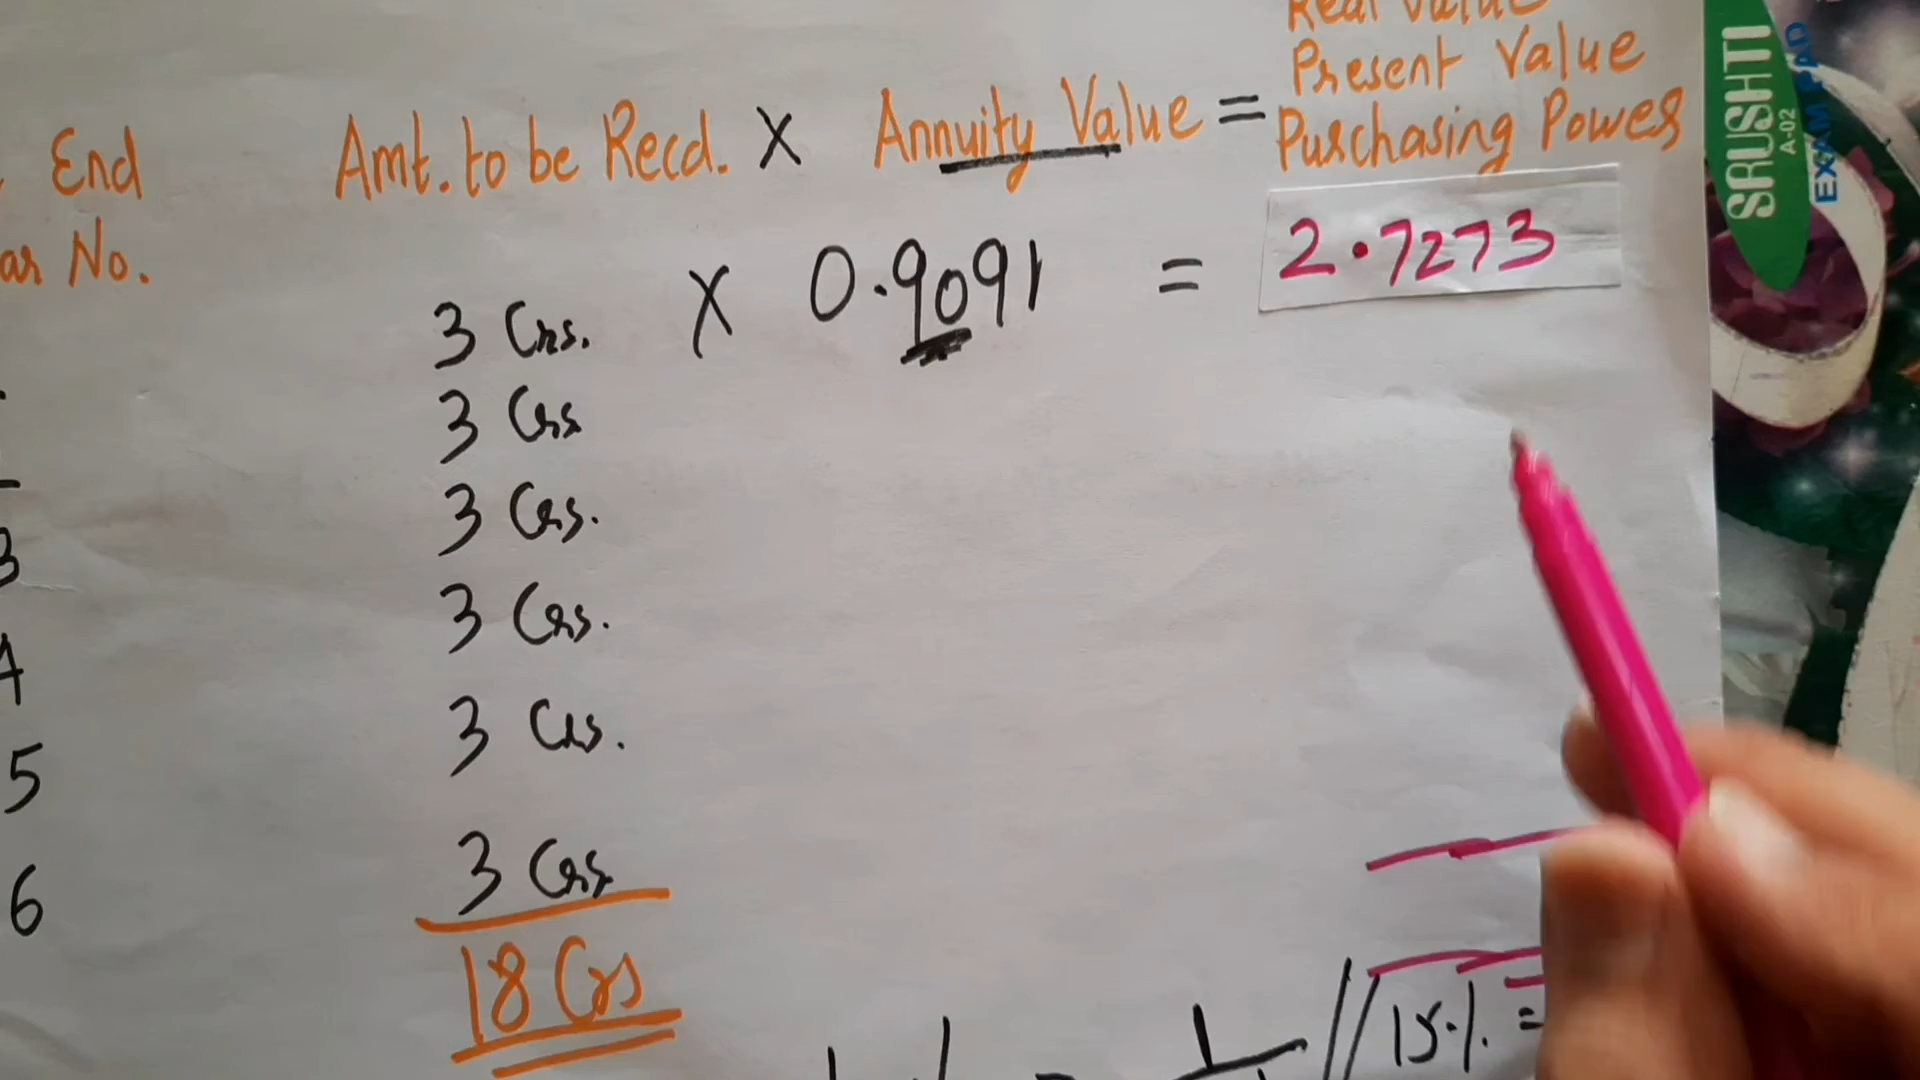 Real Value
Present Value
Amt. to be Recd. X Annuity Value = Purchasing Power
End
No.
3 Crs. X 0.9091 = 2.7273
3 Crs
3 Crs.
3
3 Crs.
4
3 Crs.
5
3 Crs
6
18 Crs
15% =
SRUSHTI
A-02
EXAM PAD